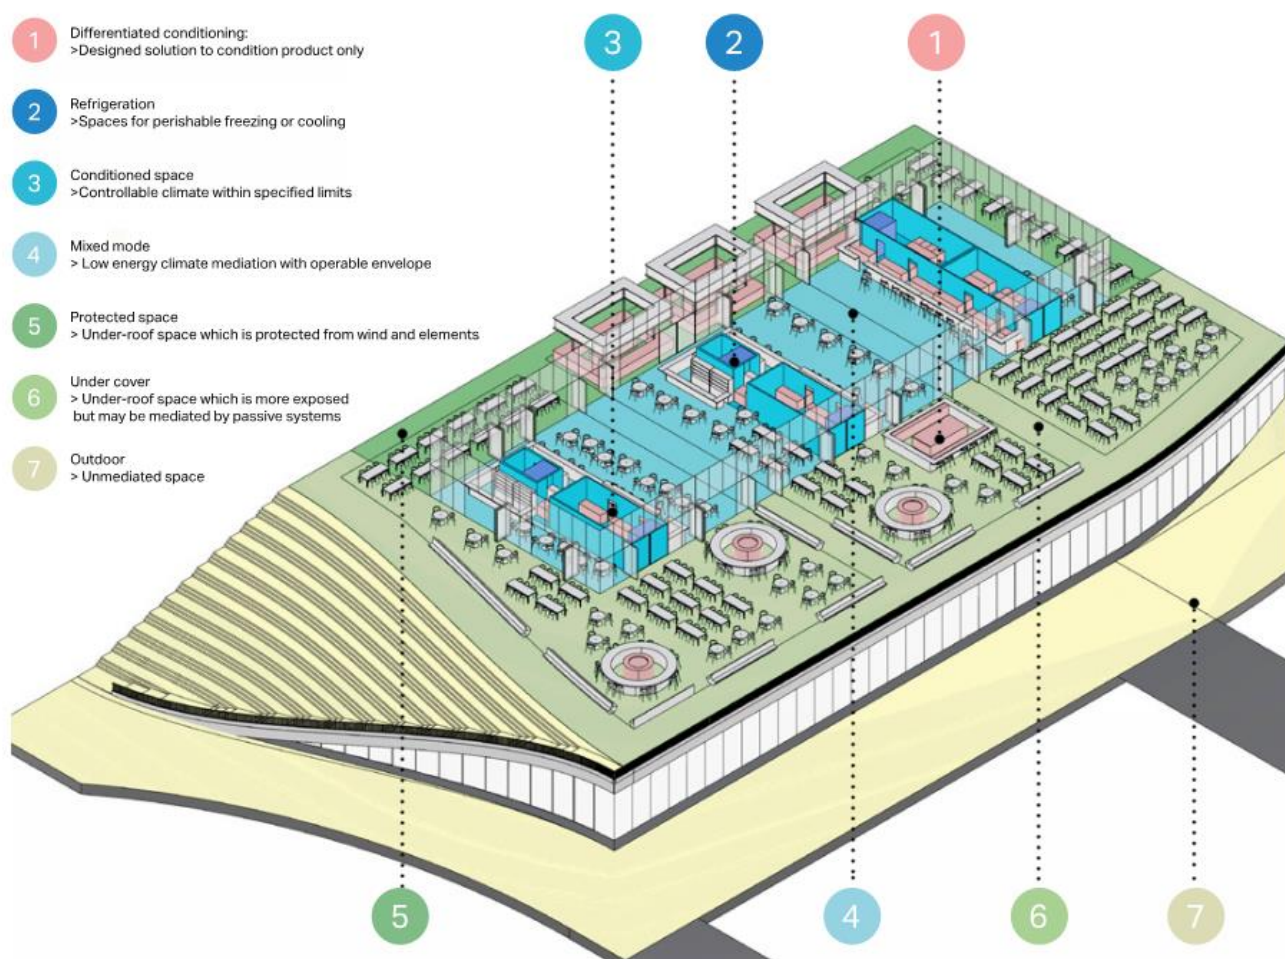 1
Differentiated conditioning:
>Designed solution to condition product only
2
Refrigeration
>Spaces for perishable freezing or cooling
3
Conditioned space
>Controllable climate within specified limits
4
Mixed mode
> Low energy climate mediation with operable envelope
5
Protected space
> Under-roof space which is protected from wind and elements
6
Under cover
> Under-roof space which is more exposed
but may be mediated by passive systems
7
Outdoor
> Unmediated space
3 2 1
5 4 6 7